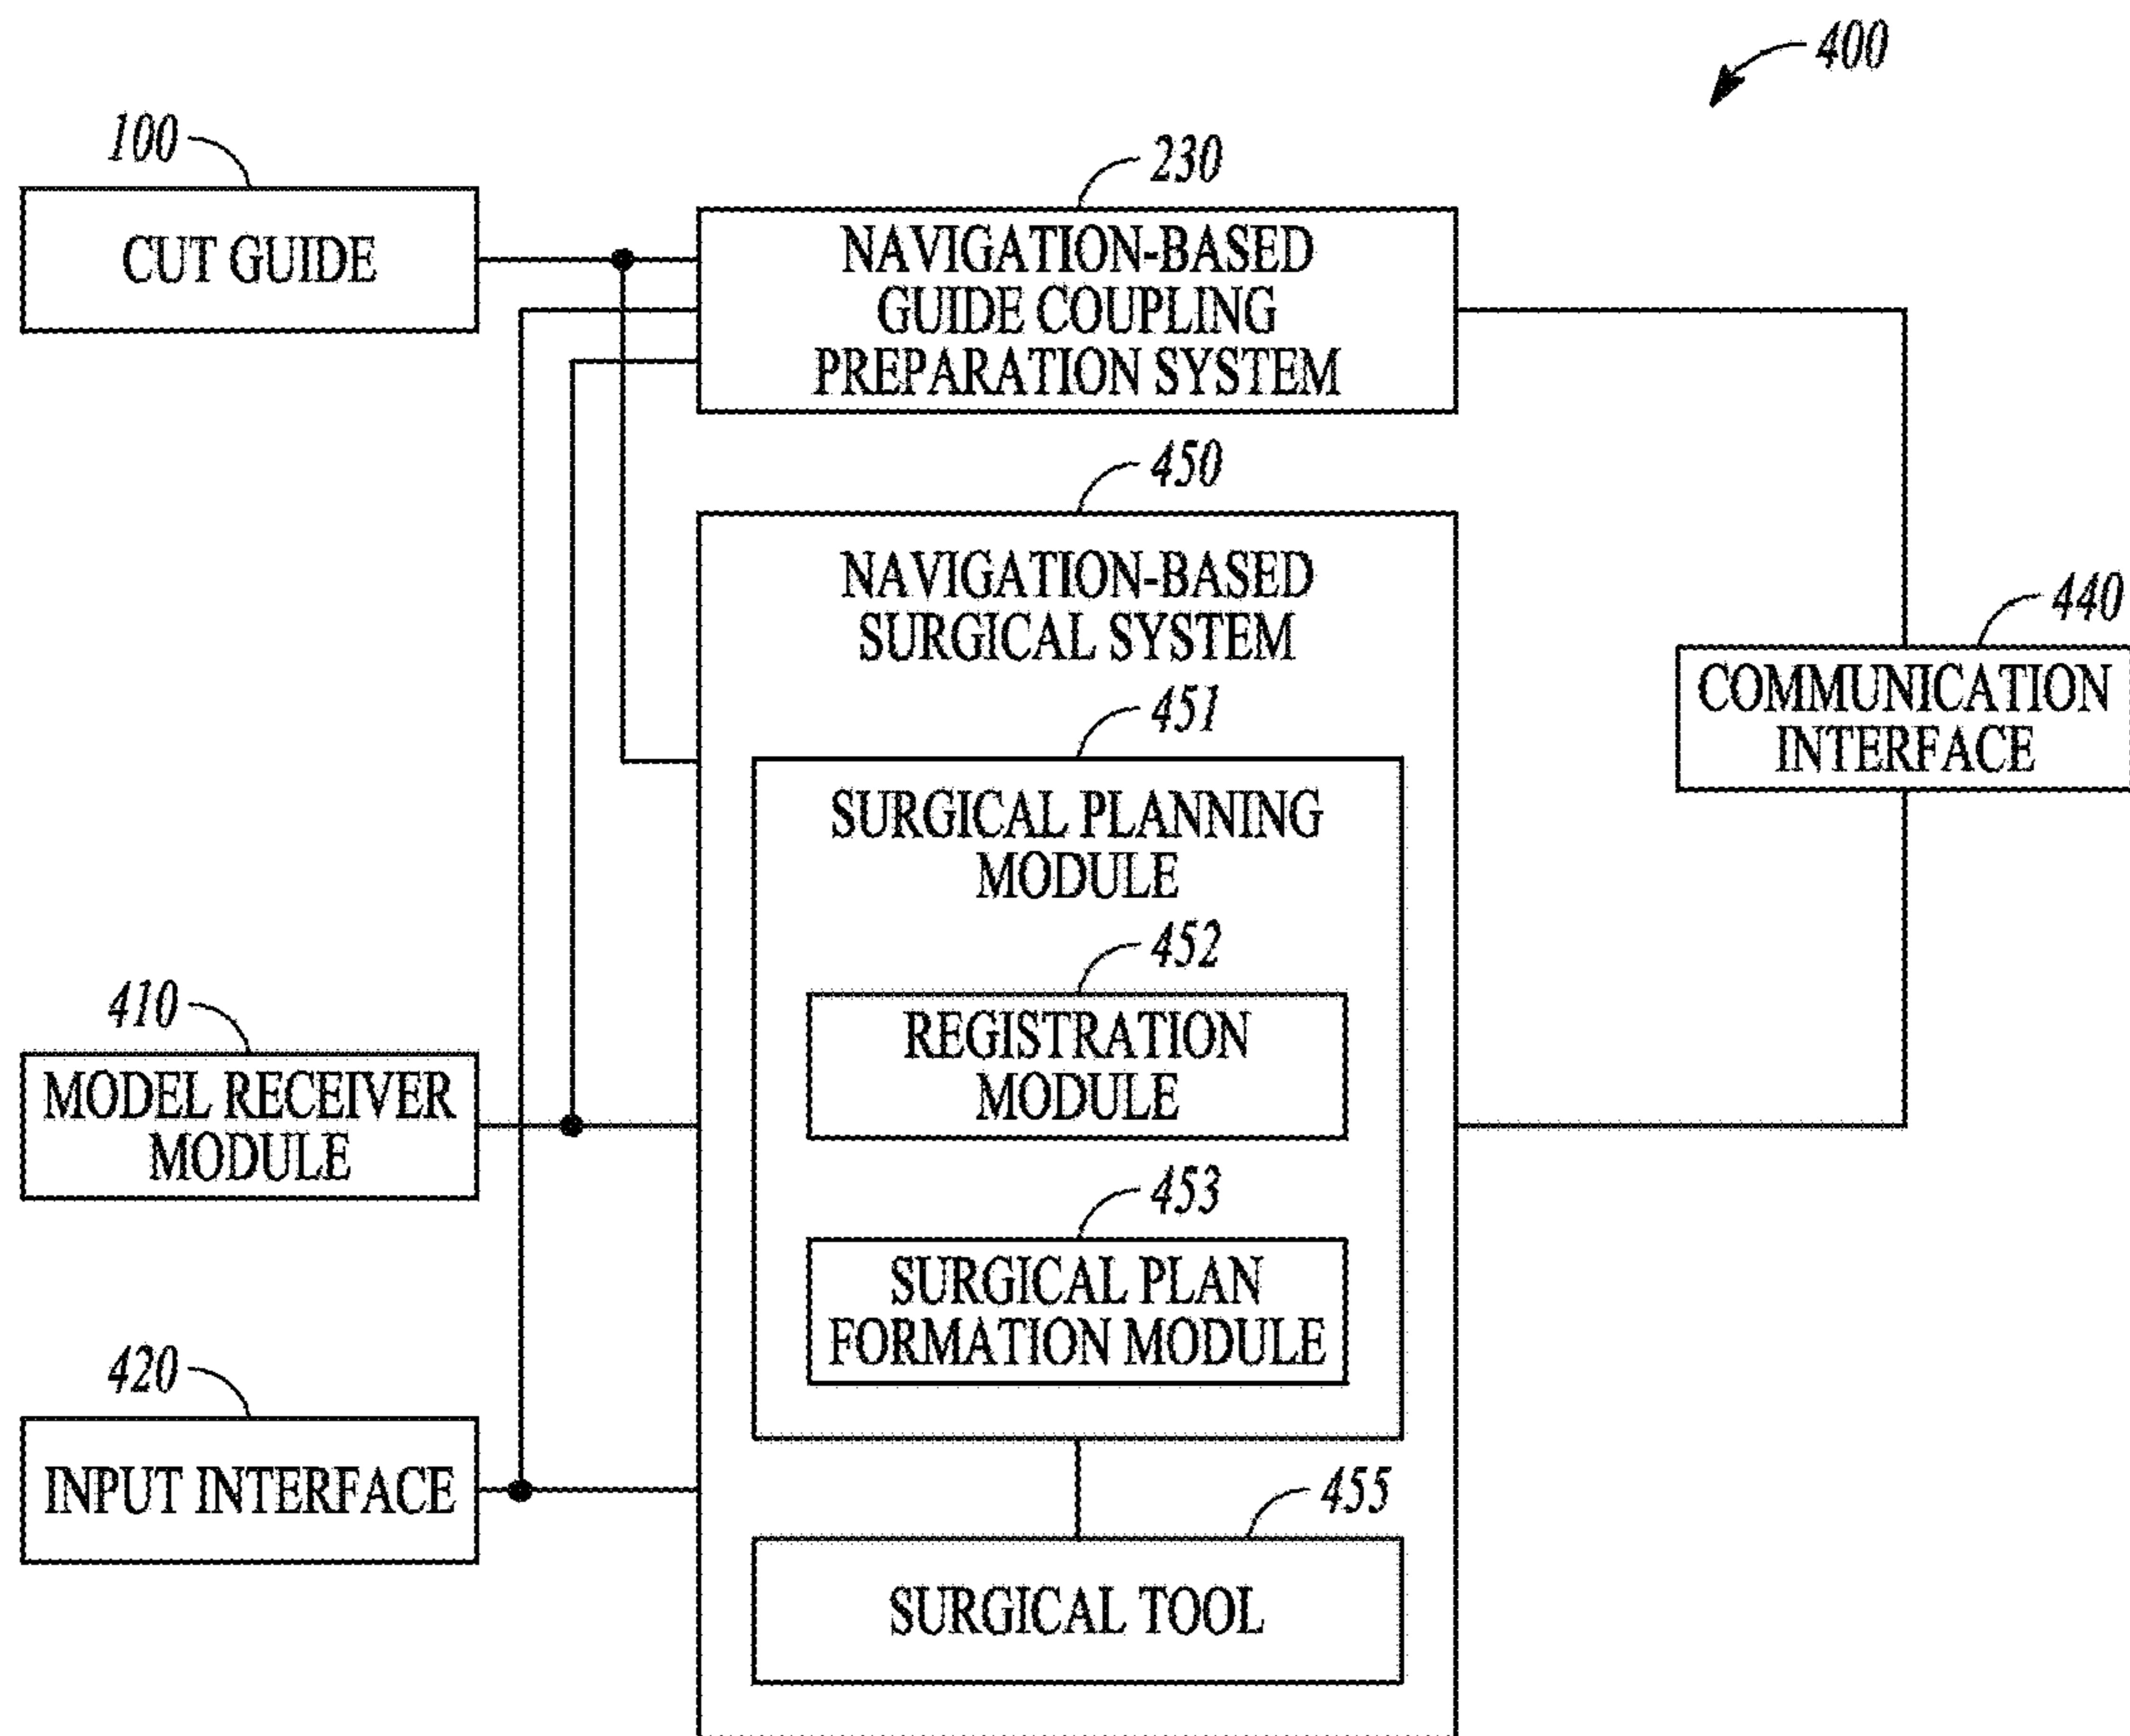 400
100
CUT GUIDE
230
NAVIGATION-BASED
GUIDE COUPLING
PREPARATION SYSTEM
450
NAVIGATION-BASED
SURGICAL SYSTEM
440
COMMUNICATION
INTERFACE
451
SURGICAL PLANNING
MODULE
452
REGISTRATION
MODULE
410
MODEL RECEIVER
MODULE
453
SURGICAL PLAN
FORMATION MODULE
420
INPUT INTERFACE
455
SURGICAL TOOL